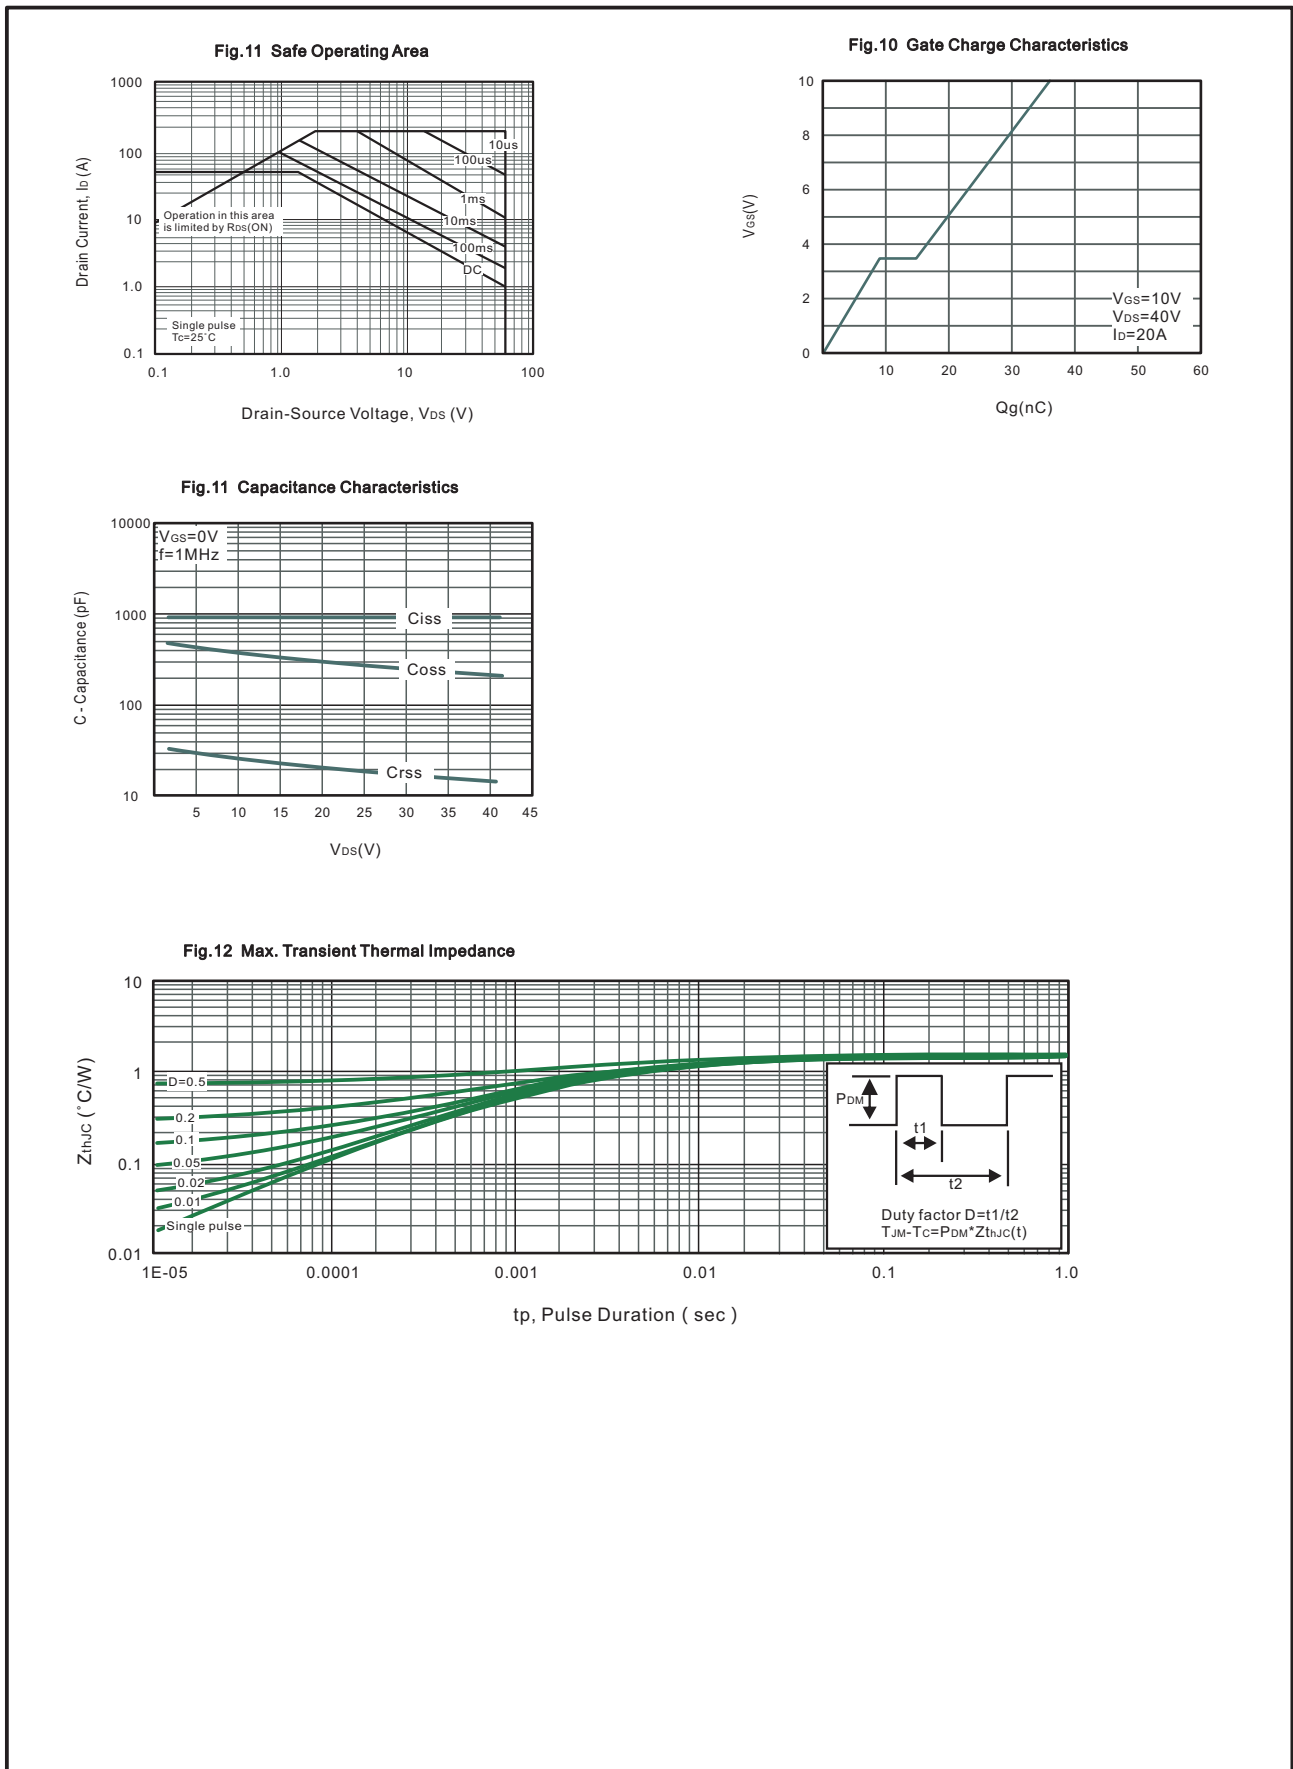 Fig.11 Safe Operating Area
1000
100
10
1.0
0.1
Drain Current, ID (A)
10us
100us
1ms
10ms
100ms
DC
Operation in this area
is limited by RDS(ON)
Single pulse
TC=25°C
0.1 1.0 10 100
Drain-Source Voltage, VDS (V)
Fig.10 Gate Charge Characteristics
10
8
6
4
2
0
VGS(V)
VGS=10V
VDS=40V
ID=20A
10 20 30 40 50 60
Qg(nC)
Fig.11 Capacitance Characteristics
10000
1000
100
10
C - Capacitance (pF)
VGS=0V
f=1MHz
Ciss
Coss
Crss
5 10 15 20 25 30 35 40 45
VDS(V)
Fig.12 Max. Transient Thermal Impedance
10
1
0.1
0.01
ZthJC (°C/W)
D=0.5
0.2
0.1
0.05
0.02
0.01
Single pulse
PDM
t1
t2
Duty factor D=t1/t2
TJM-TC=PDM*ZthJC(t)
1E-05 0.0001 0.001 0.01 0.1 1.0
tp, Pulse Duration ( sec )